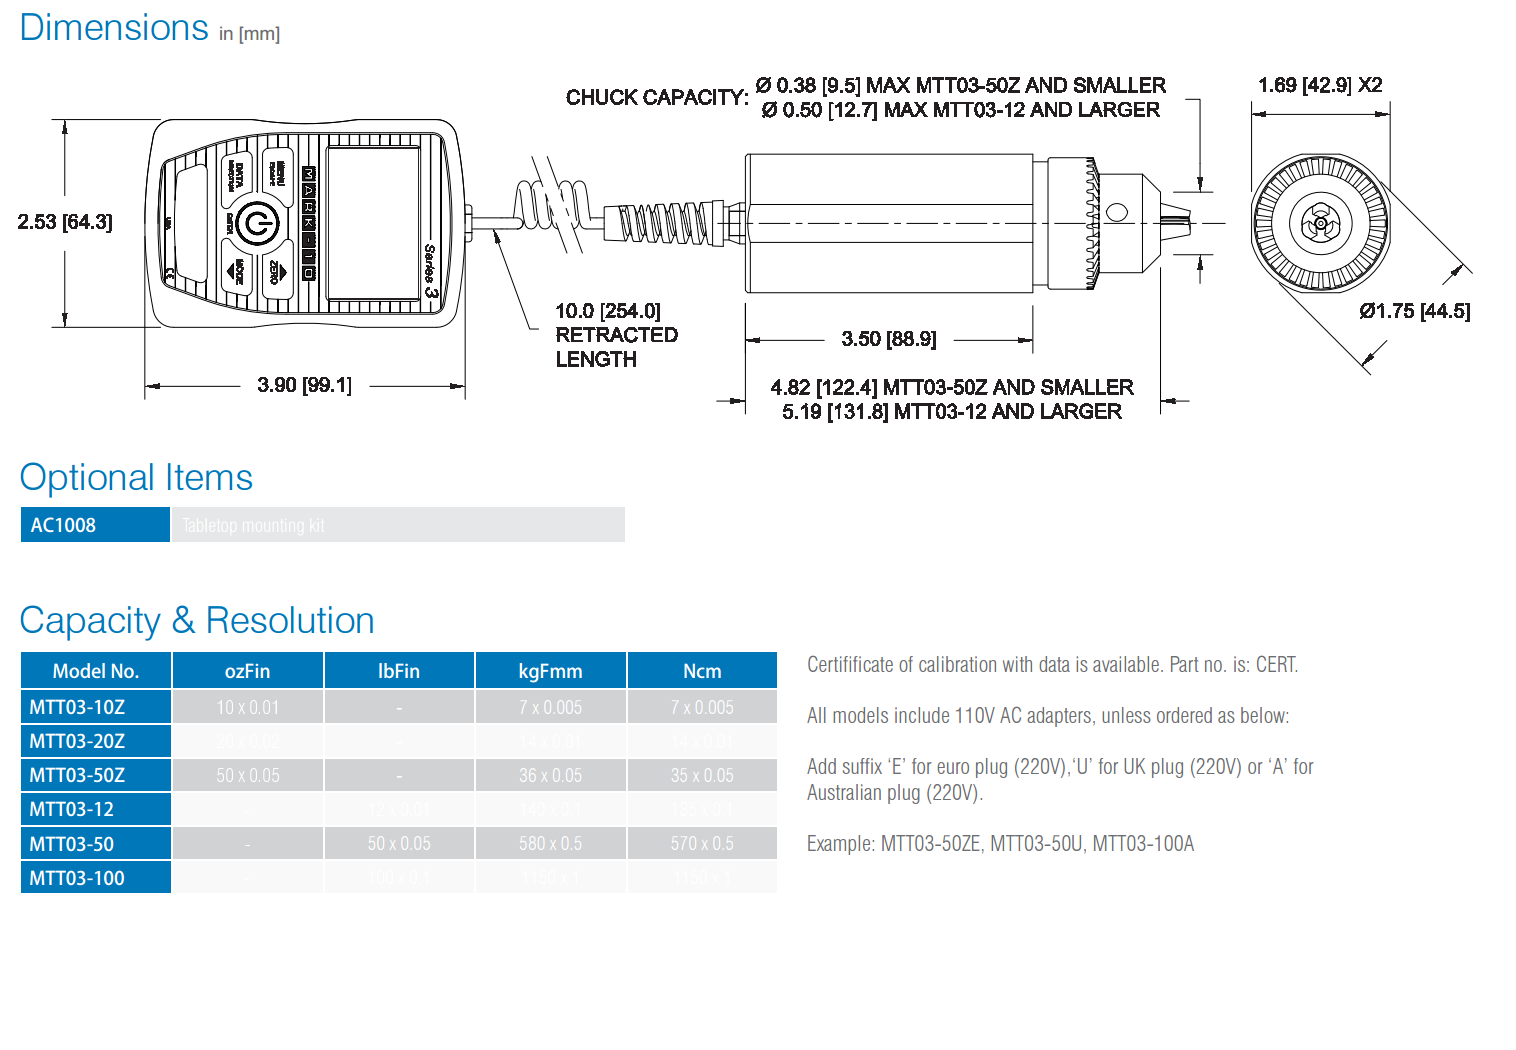 Dimensions in [mm]
CHUCK CAPACITY:
Ø 0.38 [9.5] MAX MTT03-50Z AND SMALLER
Ø 0.50 [12.7] MAX MTT03-12 AND LARGER
1.69 [42.9] X2
2.53 [64.3]
MENU
DATA
ZERO
MODE
MARK-10
Series 3
USA
CE
10.0 [254.0]
RETRACTED
LENGTH
3.90 [99.1]
3.50 [88.9]
4.82 [122.4] MTT03-50Z AND SMALLER
5.19 [131.8] MTT03-12 AND LARGER
Ø1.75 [44.5]
Optional Items
AC1008 Tabletop mounting kit
Capacity & Resolution
Model No. ozFin lbFin kgFmm Ncm
MTT03-10Z 10 x 0.01 - 7 x 0.005 7 x 0.005
MTT03-20Z 20 x 0.02 - 14 x 0.01 14 x 0.01
MTT03-50Z 50 x 0.05 - 36 x 0.05 35 x 0.05
MTT03-12 12 x 0.01 140 x 0.1 135 x 0.1
MTT03-50 - 50 x 0.05 580 x 0.5 570 x 0.5
MTT03-100 100 x 0.1 1150 x 1 1150 x 1
Certifificate of calibration with data is available. Part no. is: CERT.
All models include 110V AC adapters, unless ordered as below:
Add suffix ‘E’ for euro plug (220V),‘U’ for UK plug (220V) or ‘A’ for
Australian plug (220V).
Example: MTT03-50ZE, MTT03-50U, MTT03-100A